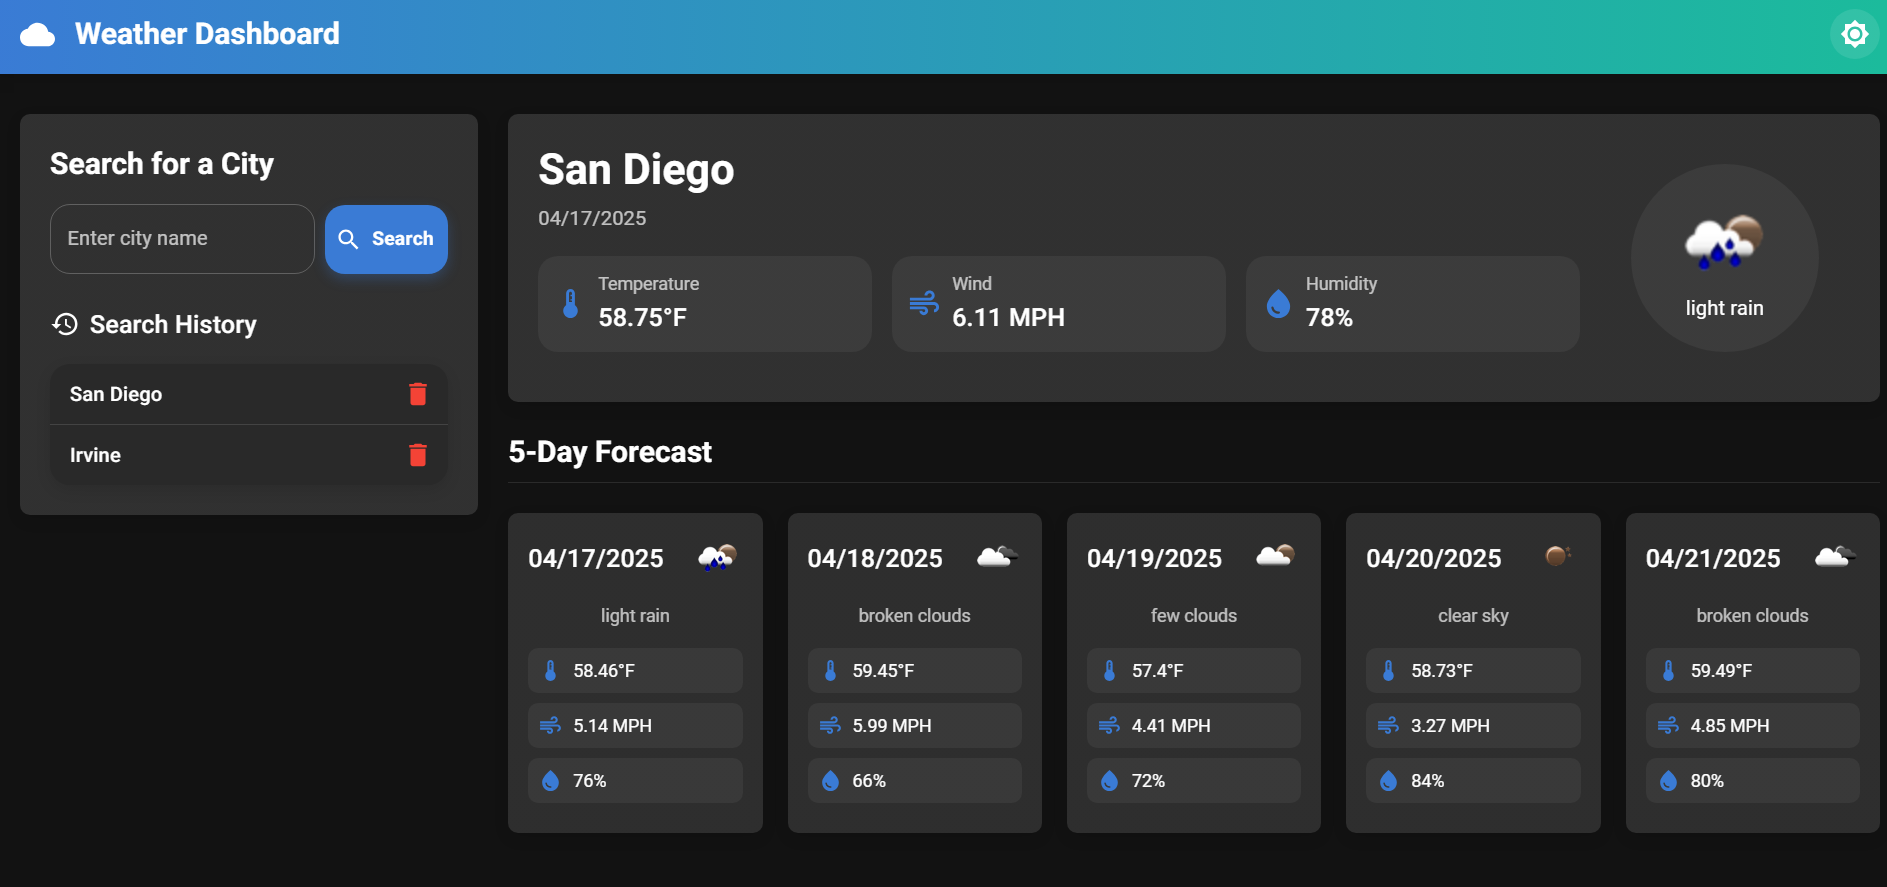 Weather Dashboard
Search for a City
Enter city name
Search
Search History
San Diego
Irvine
San Diego
04/17/2025
Temperature
58.75°F
Wind
6.11 MPH
Humidity
78%
light rain
5-Day Forecast
04/17/2025
light rain
58.46°F
5.14 MPH
76%
04/18/2025
broken clouds
59.45°F
5.99 MPH
66%
04/19/2025
few clouds
57.4°F
4.41 MPH
72%
04/20/2025
clear sky
58.73°F
3.27 MPH
84%
04/21/2025
broken clouds
59.49°F
4.85 MPH
80%